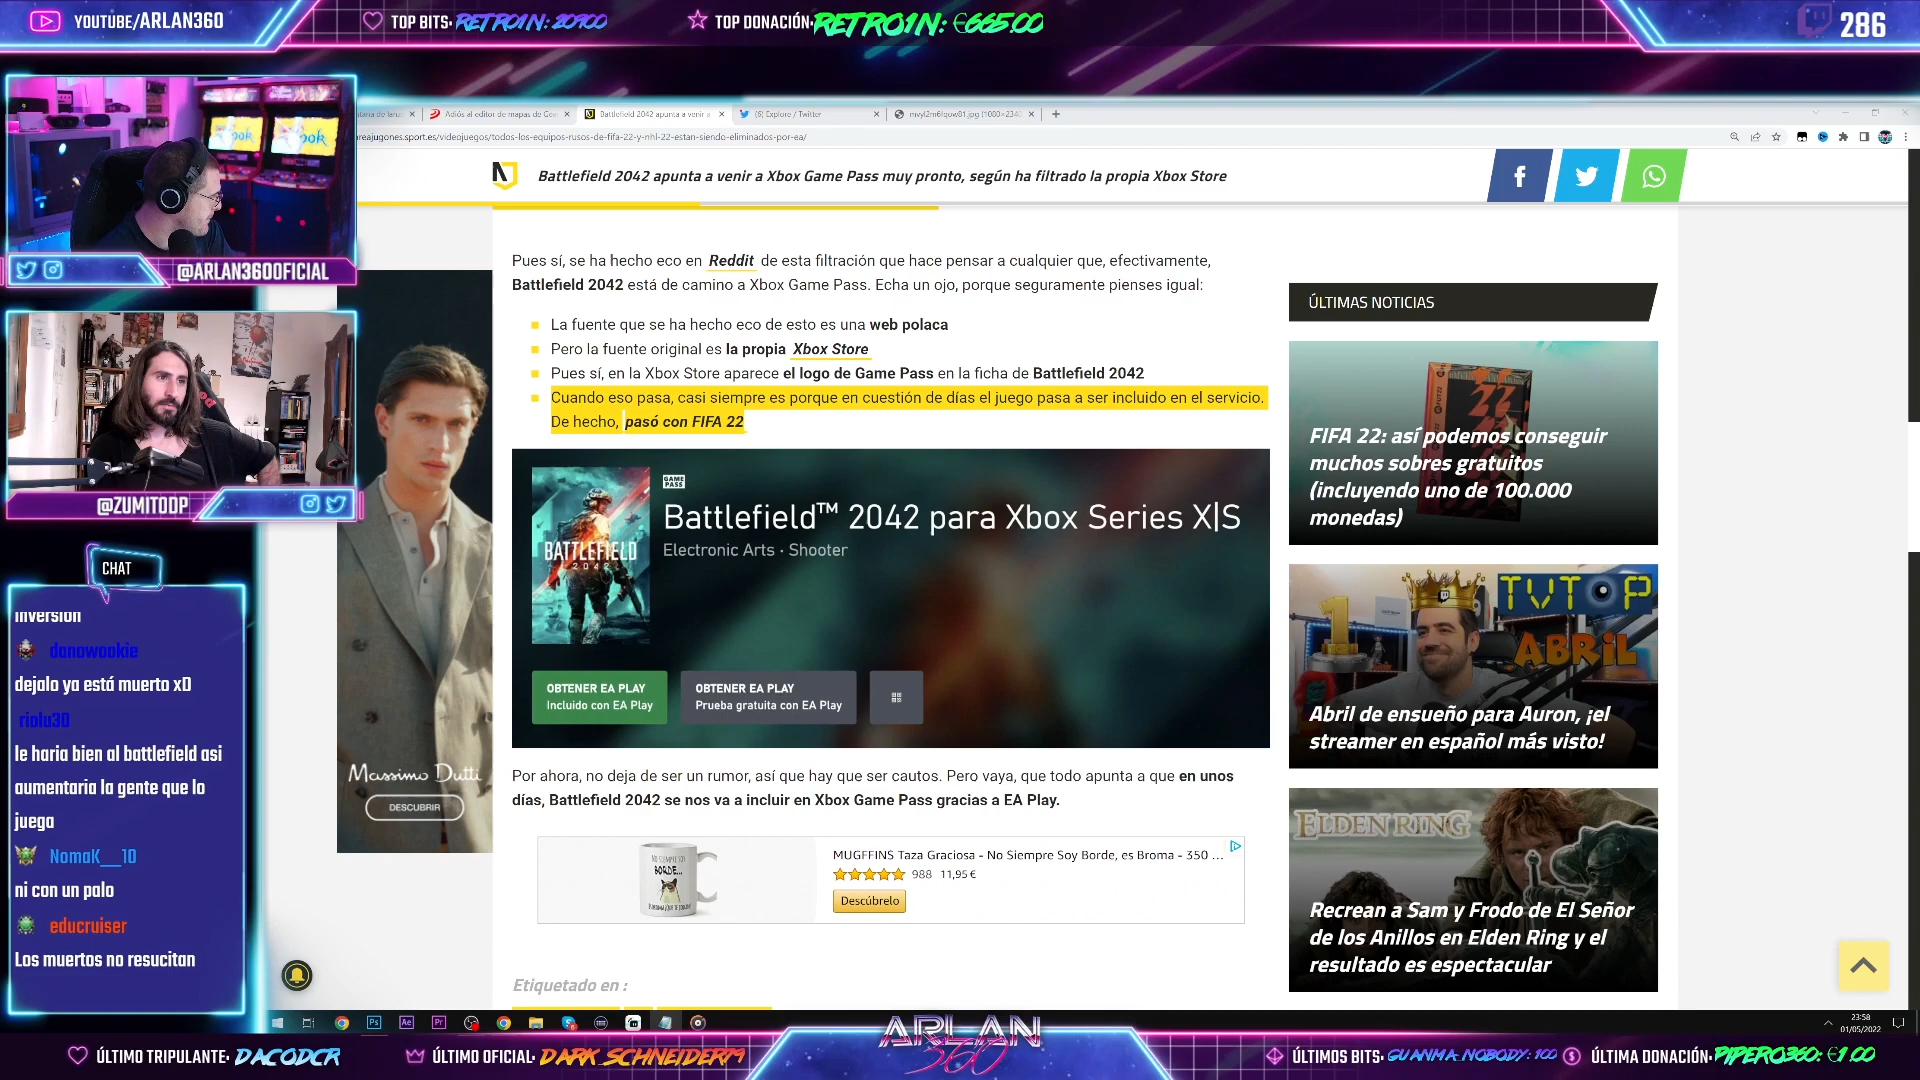 YOUTUBE/ARLAN360
TOP BITS: RETRO1N: 20900
TOP DONACIÓN: RETRO1N: €665.00
286
Adiós al editor de mapas de Gee
Battlefield 2042 apunta a venir a
(6) Explore / Twitter
mvyl2m6fqow81.jpg (1080×2340
areajugones.sport.es/videojuegos/todos-los-equipos-rusos-de-fifa-22-y-nhl-22-estan-siendo-eliminados-por-ea/
Battlefield 2042 apunta a venir a Xbox Game Pass muy pronto, según ha filtrado la propia Xbox Store
@ARLAN360OFICIAL
@ZUMITODP
Pues sí, se ha hecho eco en Reddit de esta filtración que hace pensar a cualquier que, efectivamente,
Battlefield 2042 está de camino a Xbox Game Pass. Echa un ojo, porque seguramente pienses igual:
La fuente que se ha hecho eco de esto es una web polaca
Pero la fuente original es la propia Xbox Store
Pues sí, en la Xbox Store aparece el logo de Game Pass en la ficha de Battlefield 2042
Cuando eso pasa, casi siempre es porque en cuestión de días el juego pasa a ser incluido en el servicio.
De hecho, pasó con FIFA 22
GAME
PASS
Battlefield™ 2042 para Xbox Series X|S
Electronic Arts · Shooter
BATTLEFIELD
2042
OBTENER EA PLAY
Incluido con EA Play
OBTENER EA PLAY
Prueba gratuita con EA Play
Por ahora, no deja de ser un rumor, así que hay que ser cautos. Pero vaya, que todo apunta a que en unos
días, Battlefield 2042 se nos va a incluir en Xbox Game Pass gracias a EA Play.
Massimo Dutti
DESCUBRIR
NO SIEMPRE SOY
BORDE...
MUGFFINS Taza Graciosa - No Siempre Soy Borde, es Broma - 350 ...
988 11,95 €
Descúbrelo
Etiquetado en :
ÚLTIMAS NOTICIAS
FIFA 22: así podemos conseguir
muchos sobres gratuitos
(incluyendo uno de 100.000
monedas)
TVTOP
ABRIL
Abril de ensueño para Auron, ¡el
streamer en español más visto!
ELDEN RING
Recrean a Sam y Frodo de El Señor
de los Anillos en Elden Ring y el
resultado es espectacular
CHAT
inversion
danowookie
dejalo ya está muerto xD
riolu30
le haria bien al battlefield asi
aumentaria la gente que lo
juega
NomaK__10
ni con un palo
educruiser
Los muertos no resucitan
23:58
01/05/2022
ÚLTIMO TRIPULANTE: DACODCR
ÚLTIMO OFICIAL: DARK_SCHNEIDER79
ARLAN
360
ÚLTIMOS BITS: GUANMA_NOBODY: 100
ÚLTIMA DONACIÓN: PIPERO360: €1.00